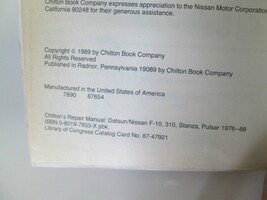 Chilton Book Company expresses appreciation to the Nissan Motor Corporation
California 90248 for their generous assistance.
Copyright © 1989 by Chilton Book Company
All Rights Reserved
Published in Radnor, Pennsylvania 19089 by Chilton Book Company
Manufactured in the United States of America
7890 87654
Chilton's Repair Manual: Datsun/Nissan F-10, 310, Stanza, Pulsar 1976–88
ISBN 0-8019-7853-X pbk.
Library of Congress Catalog Card No. 87-47921